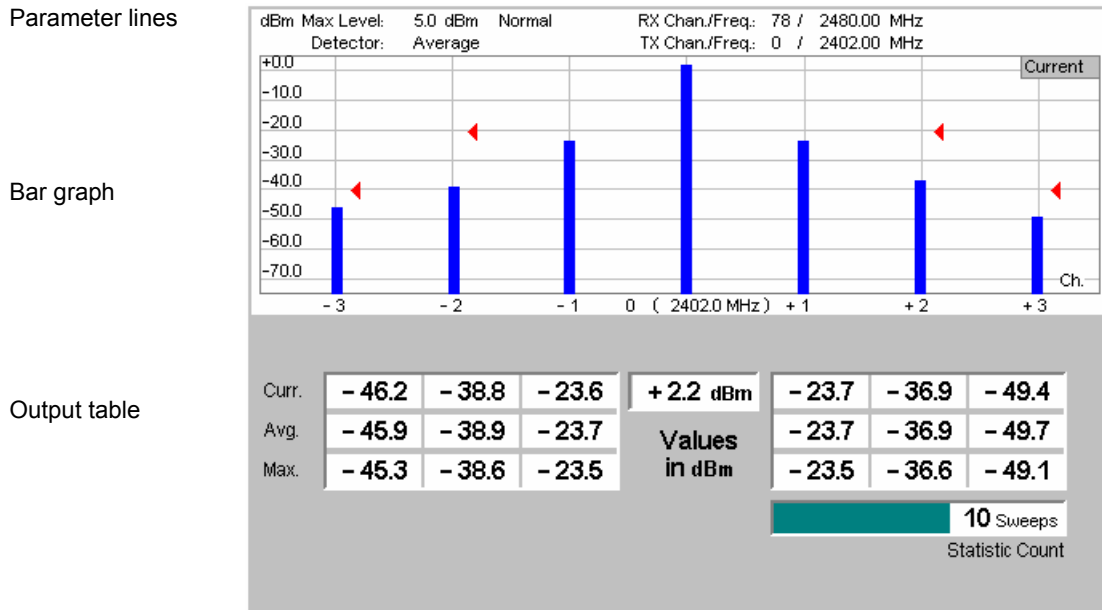 Parameter lines
dBm Max Level: 5.0 dBm Normal RX Chan./Freq.: 78 / 2480.00 MHz
Detector: Average TX Chan./Freq.: 0 / 2402.00 MHz
+0.0
Current
-10.0
-20.0
-30.0
Bar graph
-40.0
-50.0
-60.0
-70.0
Ch.
- 3 - 2 - 1 0 ( 2402.0 MHz ) + 1 + 2 + 3
Output table
Curr. - 46.2 - 38.8 - 23.6 + 2.2 dBm - 23.7 - 36.9 - 49.4
Avg. - 45.9 - 38.9 - 23.7 Values - 23.7 - 36.9 - 49.7
Max. - 45.3 - 38.6 - 23.5 in dBm - 23.5 - 36.6 - 49.1
10 Sweeps
Statistic Count